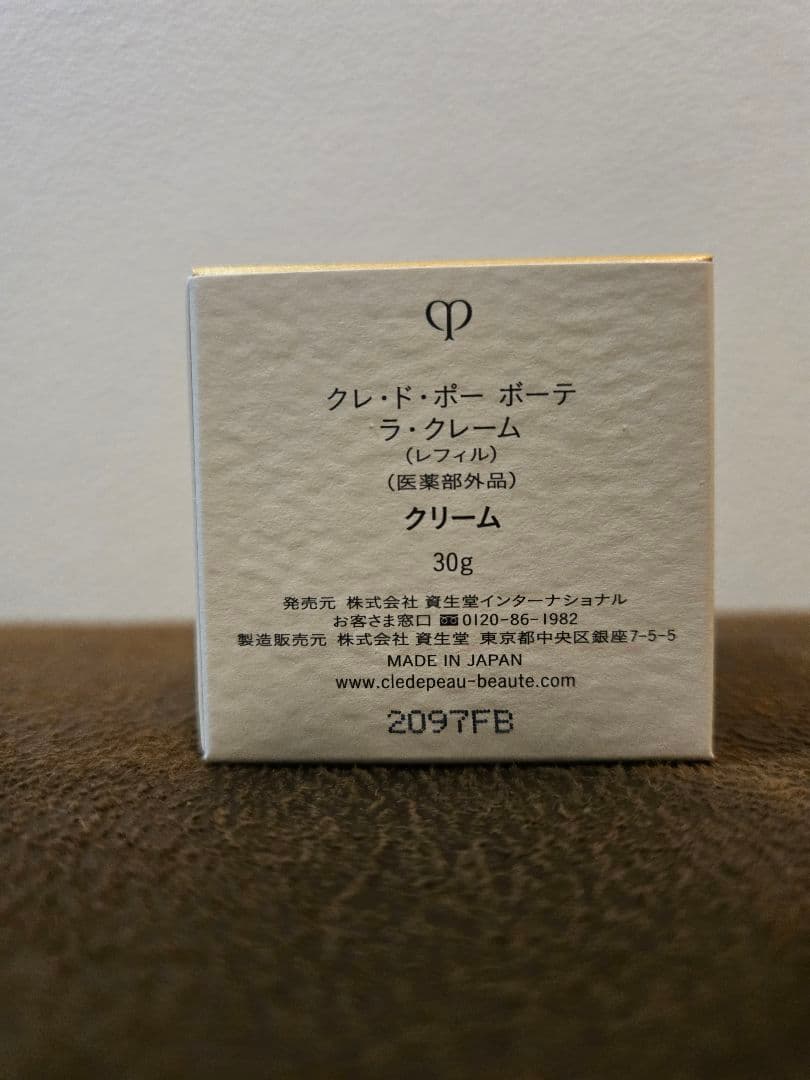 クレ・ド・ポー ボーテ
ラ・クレーム
(レフィル)
(医薬部外品)
クリーム
30g
発売元 株式会社 資生堂インターナショナル
お客さま窓口 0120-86-1982
製造販売元 株式会社 資生堂 東京都中央区銀座7-5-5
MADE IN JAPAN
www.cledepeau-beaute.com
2097FB